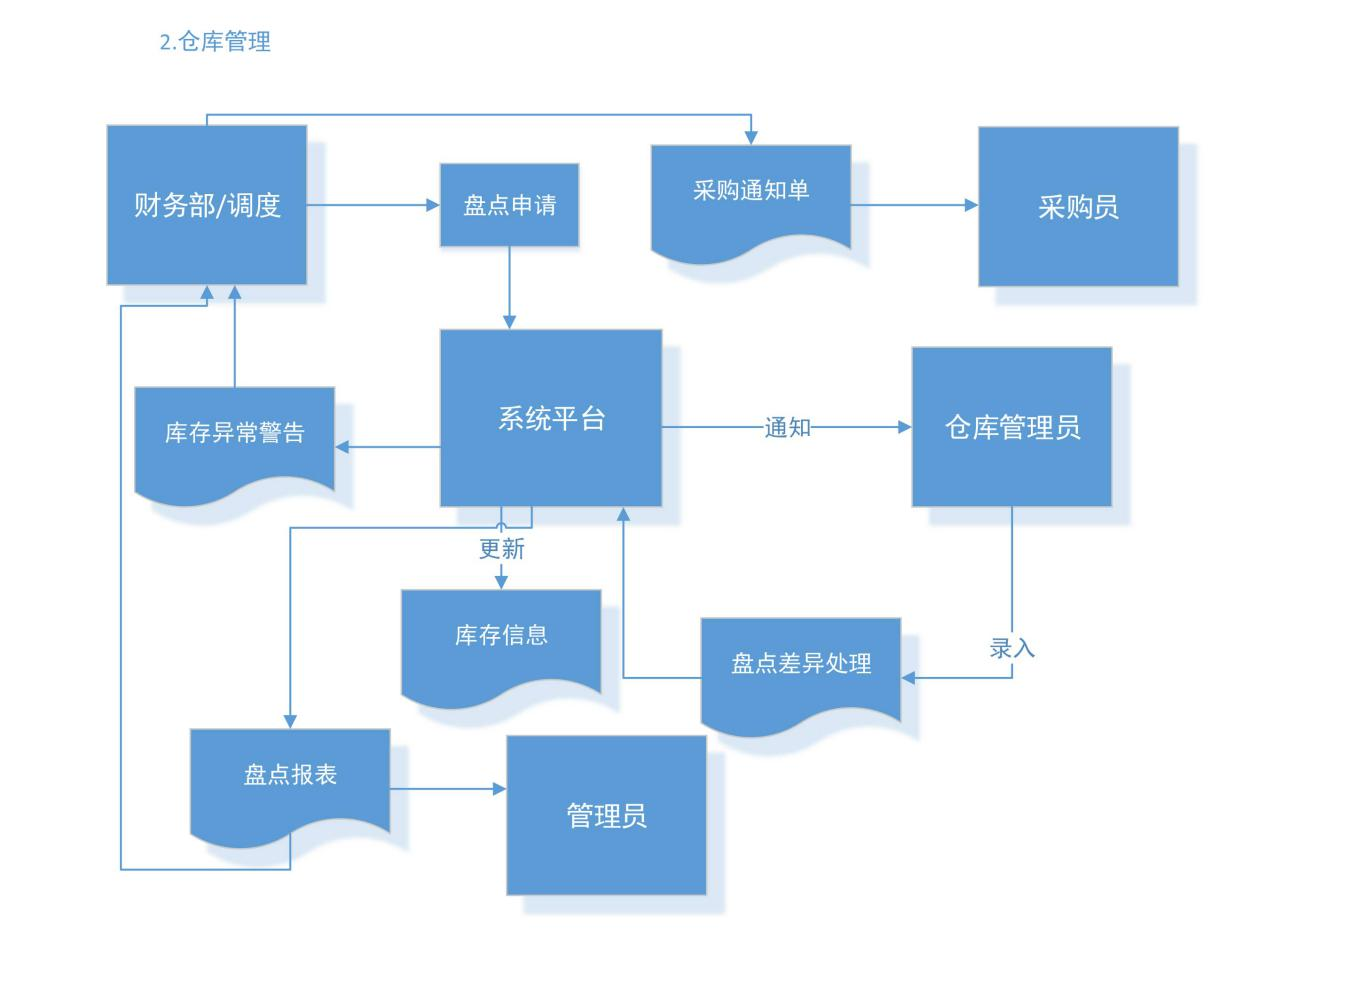 2.仓库管理
财务部/调度
盘点申请
采购通知单
采购员
库存异常警告
系统平台
通知
仓库管理员
更新
库存信息
盘点差异处理
录入
盘点报表
管理员